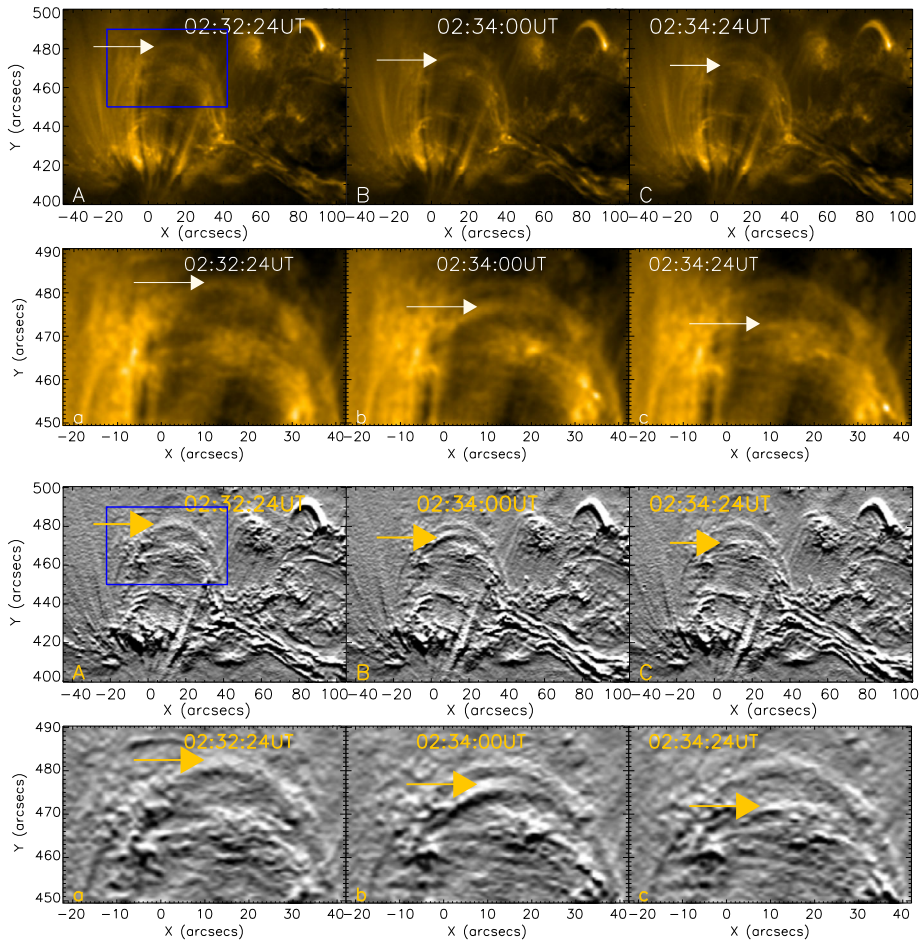 500
02:32:24UT
02:34:00UT
02:34:24UT
480
460
440
420
400
A
B
C
-40 -20 0 20 40 60 80 100
-40 -20 0 20 40 60 80 100
-40 -20 0 20 40 60 80 100
X (arcsecs)
X (arcsecs)
X (arcsecs)
Y (arcsecs)
490
02:32:24UT
02:34:00UT
02:34:24UT
480
470
460
450
a
b
c
-20 -10 0 10 20 30 40
-20 -10 0 10 20 30 40
-20 -10 0 10 20 30 40
X (arcsecs)
X (arcsecs)
X (arcsecs)
Y (arcsecs)
500
02:32:24UT
02:34:00UT
02:34:24UT
480
460
440
420
400
A
B
C
-40 -20 0 20 40 60 80 100
-40 -20 0 20 40 60 80 100
-40 -20 0 20 40 60 80 100
X (arcsecs)
X (arcsecs)
X (arcsecs)
Y (arcsecs)
490
02:32:24UT
02:34:00UT
02:34:24UT
480
470
460
450
a
b
c
-20 -10 0 10 20 30 40
-20 -10 0 10 20 30 40
-20 -10 0 10 20 30 40
X (arcsecs)
X (arcsecs)
X (arcsecs)
Y (arcsecs)